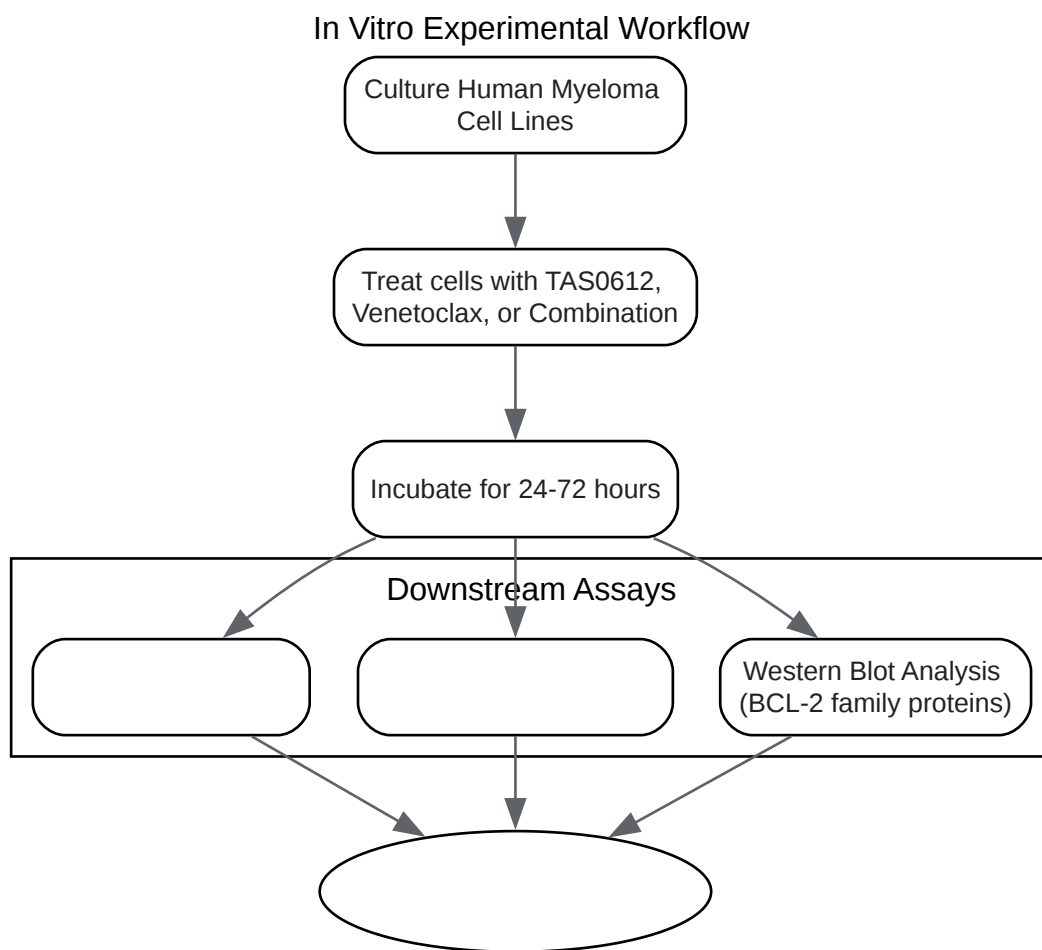 In Vitro Experimental Workflow
Culture Human Myeloma
Cell Lines
Treat cells with TAS0612,
Venetoclax, or Combination
Incubate for 24-72 hours
Downstream Assays
Western Blot Analysis
(BCL-2 family proteins)